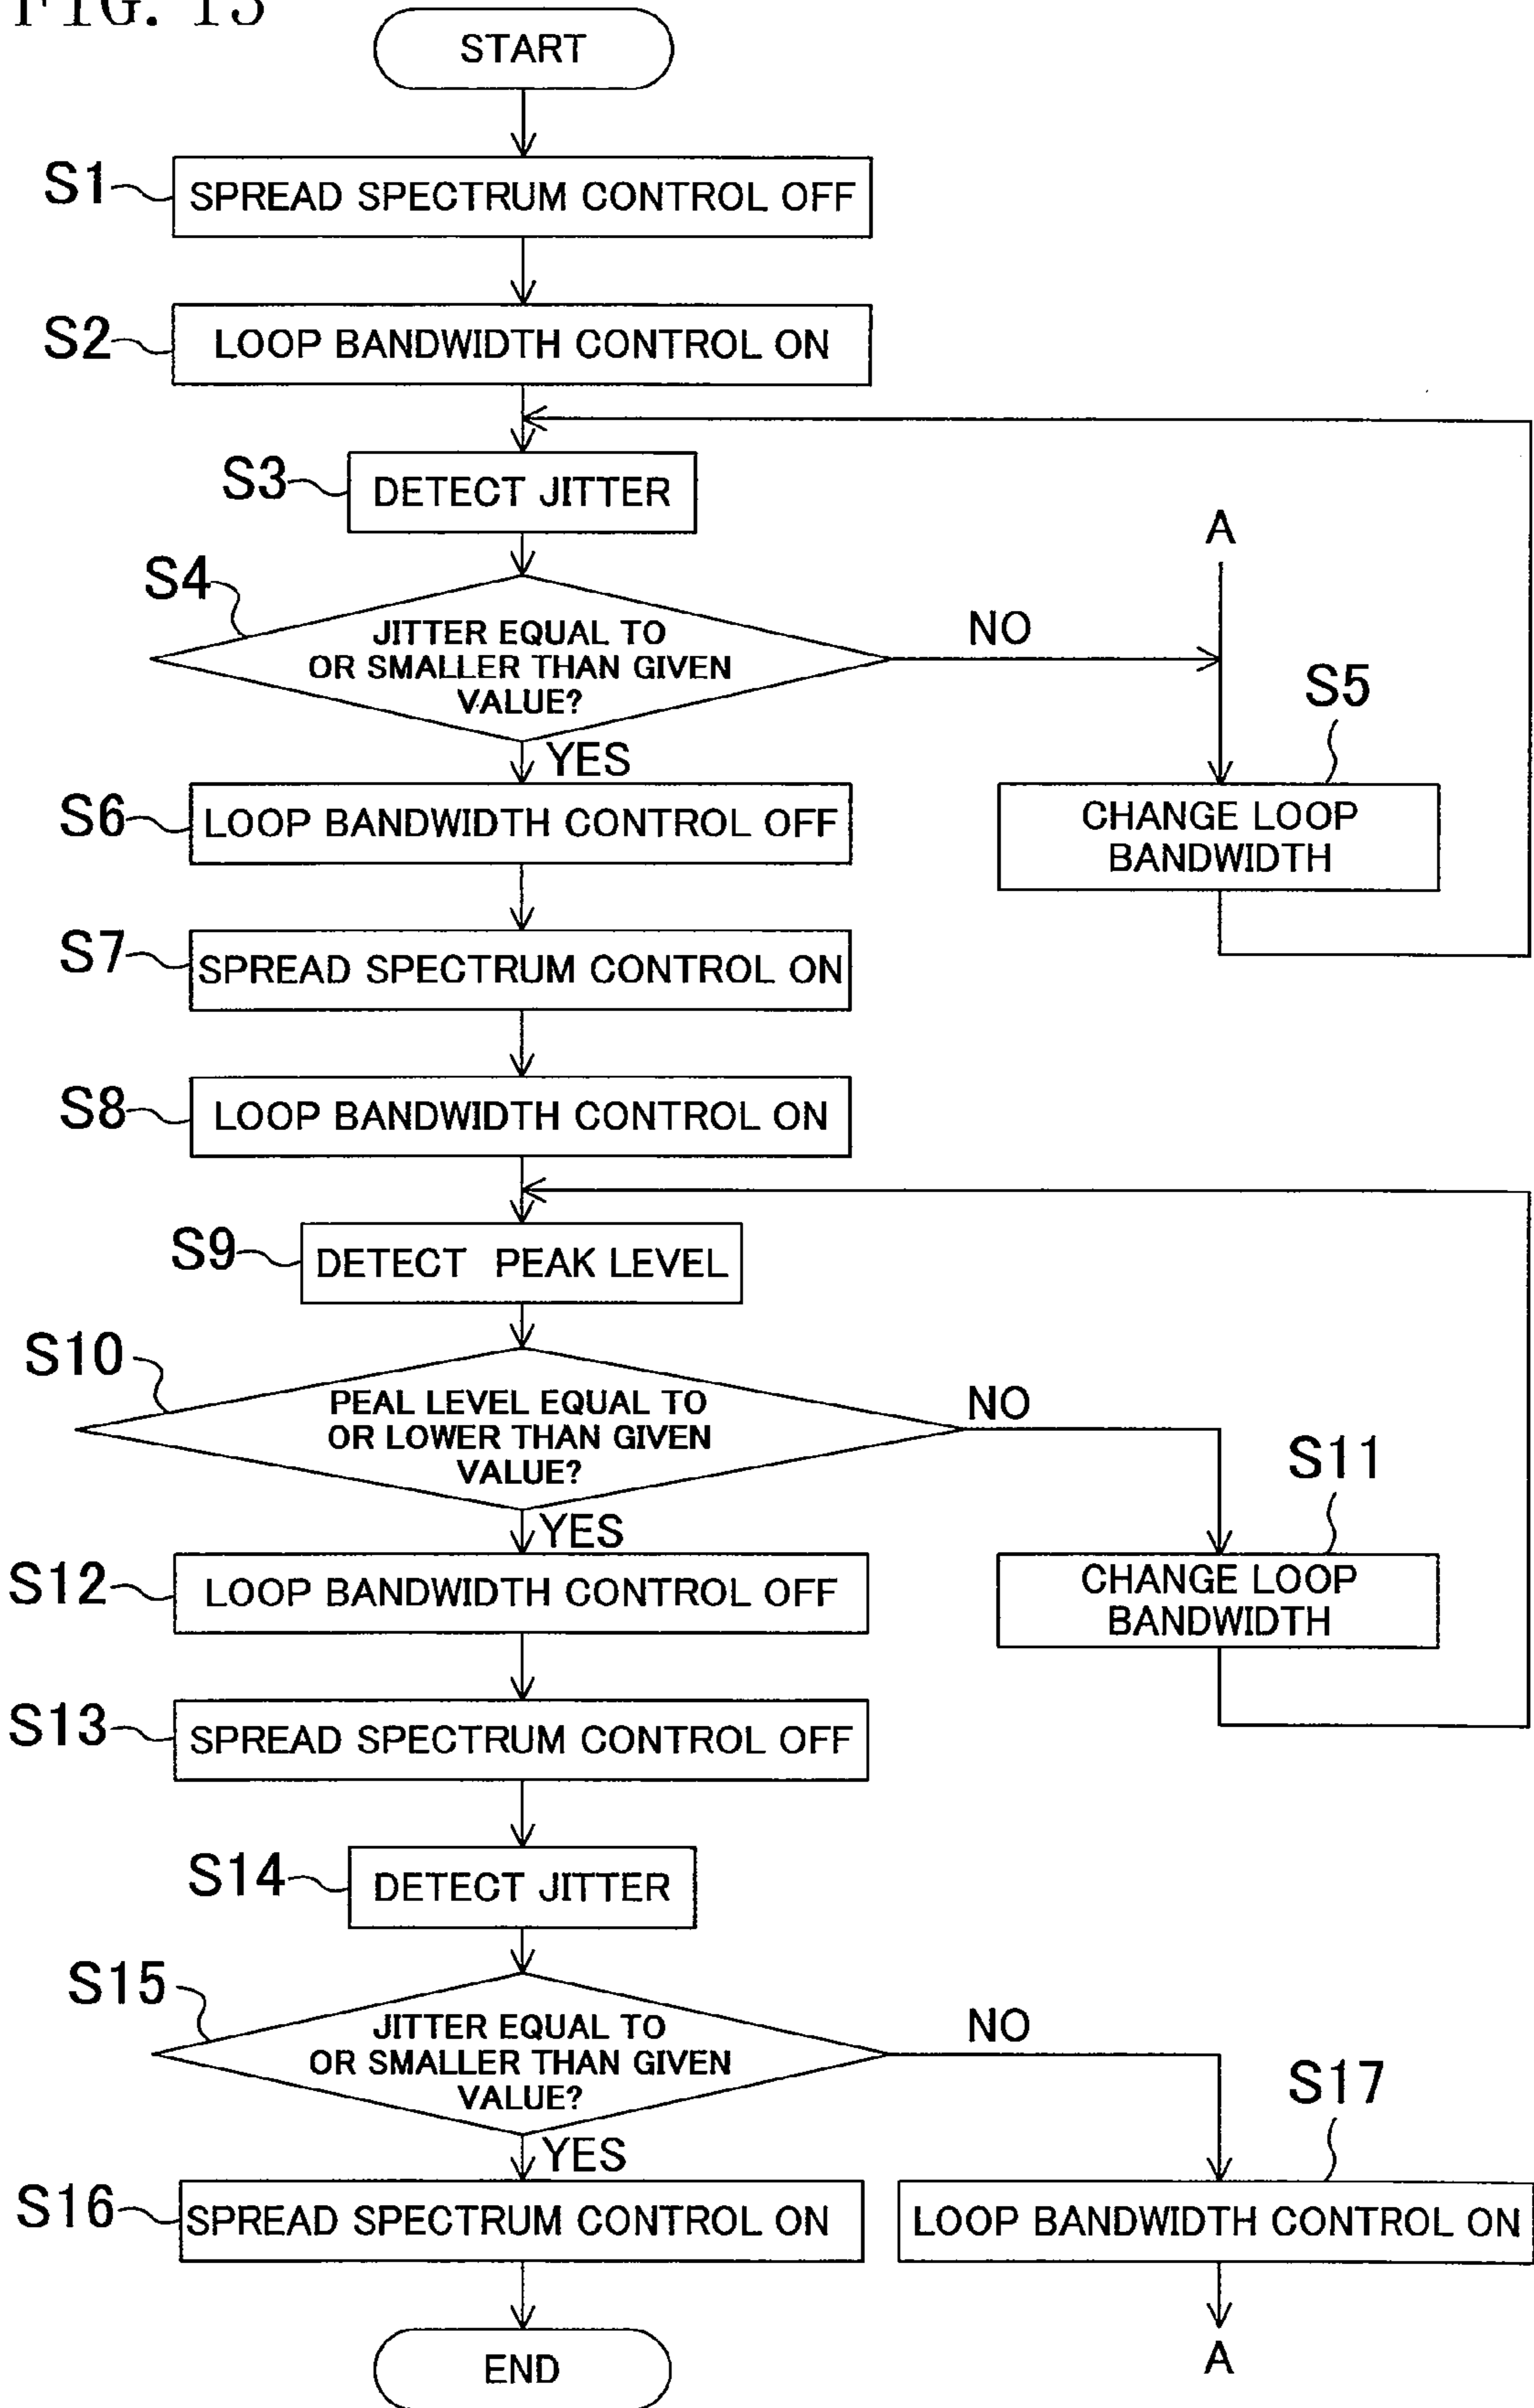 FIG. 13
START
S1
SPREAD SPECTRUM CONTROL OFF
S2
LOOP BANDWIDTH CONTROL ON
S3
DETECT JITTER
A
S4
JITTER EQUAL TO
OR SMALLER THAN GIVEN
VALUE?
NO
S5
YES
CHANGE LOOP
BANDWIDTH
S6
LOOP BANDWIDTH CONTROL OFF
S7
SPREAD SPECTRUM CONTROL ON
S8
LOOP BANDWIDTH CONTROL ON
S9
DETECT PEAK LEVEL
S10
PEAL LEVEL EQUAL TO
OR LOWER THAN GIVEN
VALUE?
NO
S11
YES
CHANGE LOOP
BANDWIDTH
S12
LOOP BANDWIDTH CONTROL OFF
S13
SPREAD SPECTRUM CONTROL OFF
S14
DETECT JITTER
S15
JITTER EQUAL TO
OR SMALLER THAN GIVEN
VALUE?
NO
S17
YES
S16
SPREAD SPECTRUM CONTROL ON
LOOP BANDWIDTH CONTROL ON
A
END